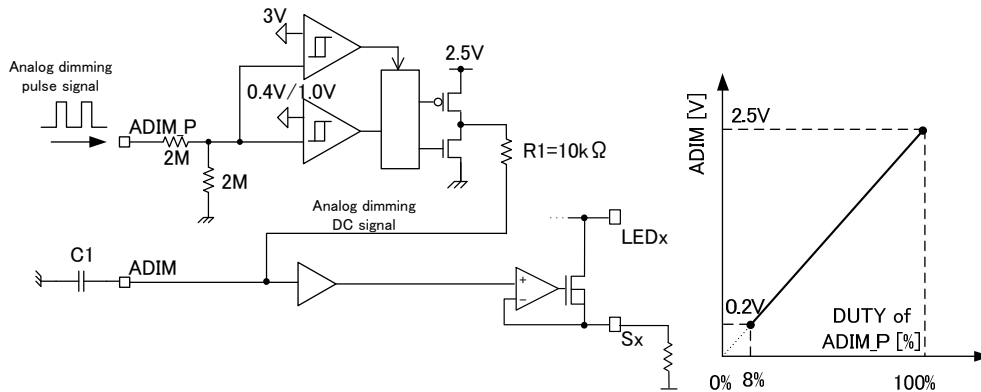 3V
2.5V
Analog dimming
pulse signal
0.4V/1.0V
ADIM_P
2M
2M
R1=10kΩ
Analog dimming
DC signal
LEDx
C1
ADIM
+
−
Sx
ADIM [V]
2.5V
0.2V
DUTY of
ADIM_P [%]
0% 8% 100%